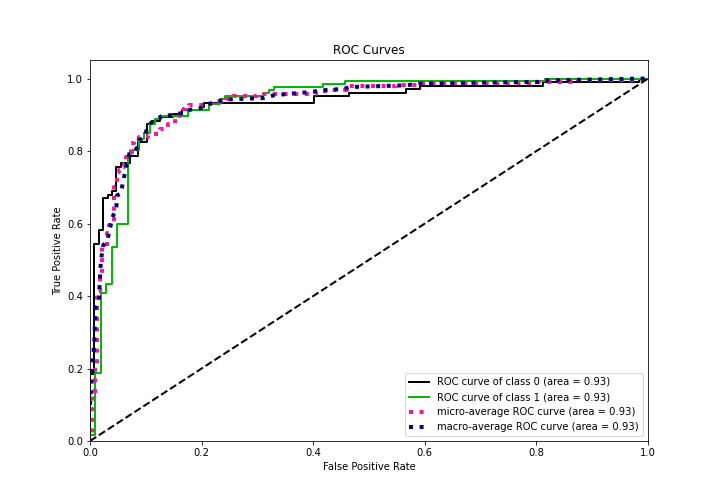 ROC Curves
True Positive Rate
1.0
0.8
0.6
0.4
0.2
0.0
0.0 0.2 0.4 0.6 0.8 1.0
False Positive Rate
ROC curve of class 0 (area = 0.93)
ROC curve of class 1 (area = 0.93)
micro-average ROC curve (area = 0.93)
macro-average ROC curve (area = 0.93)